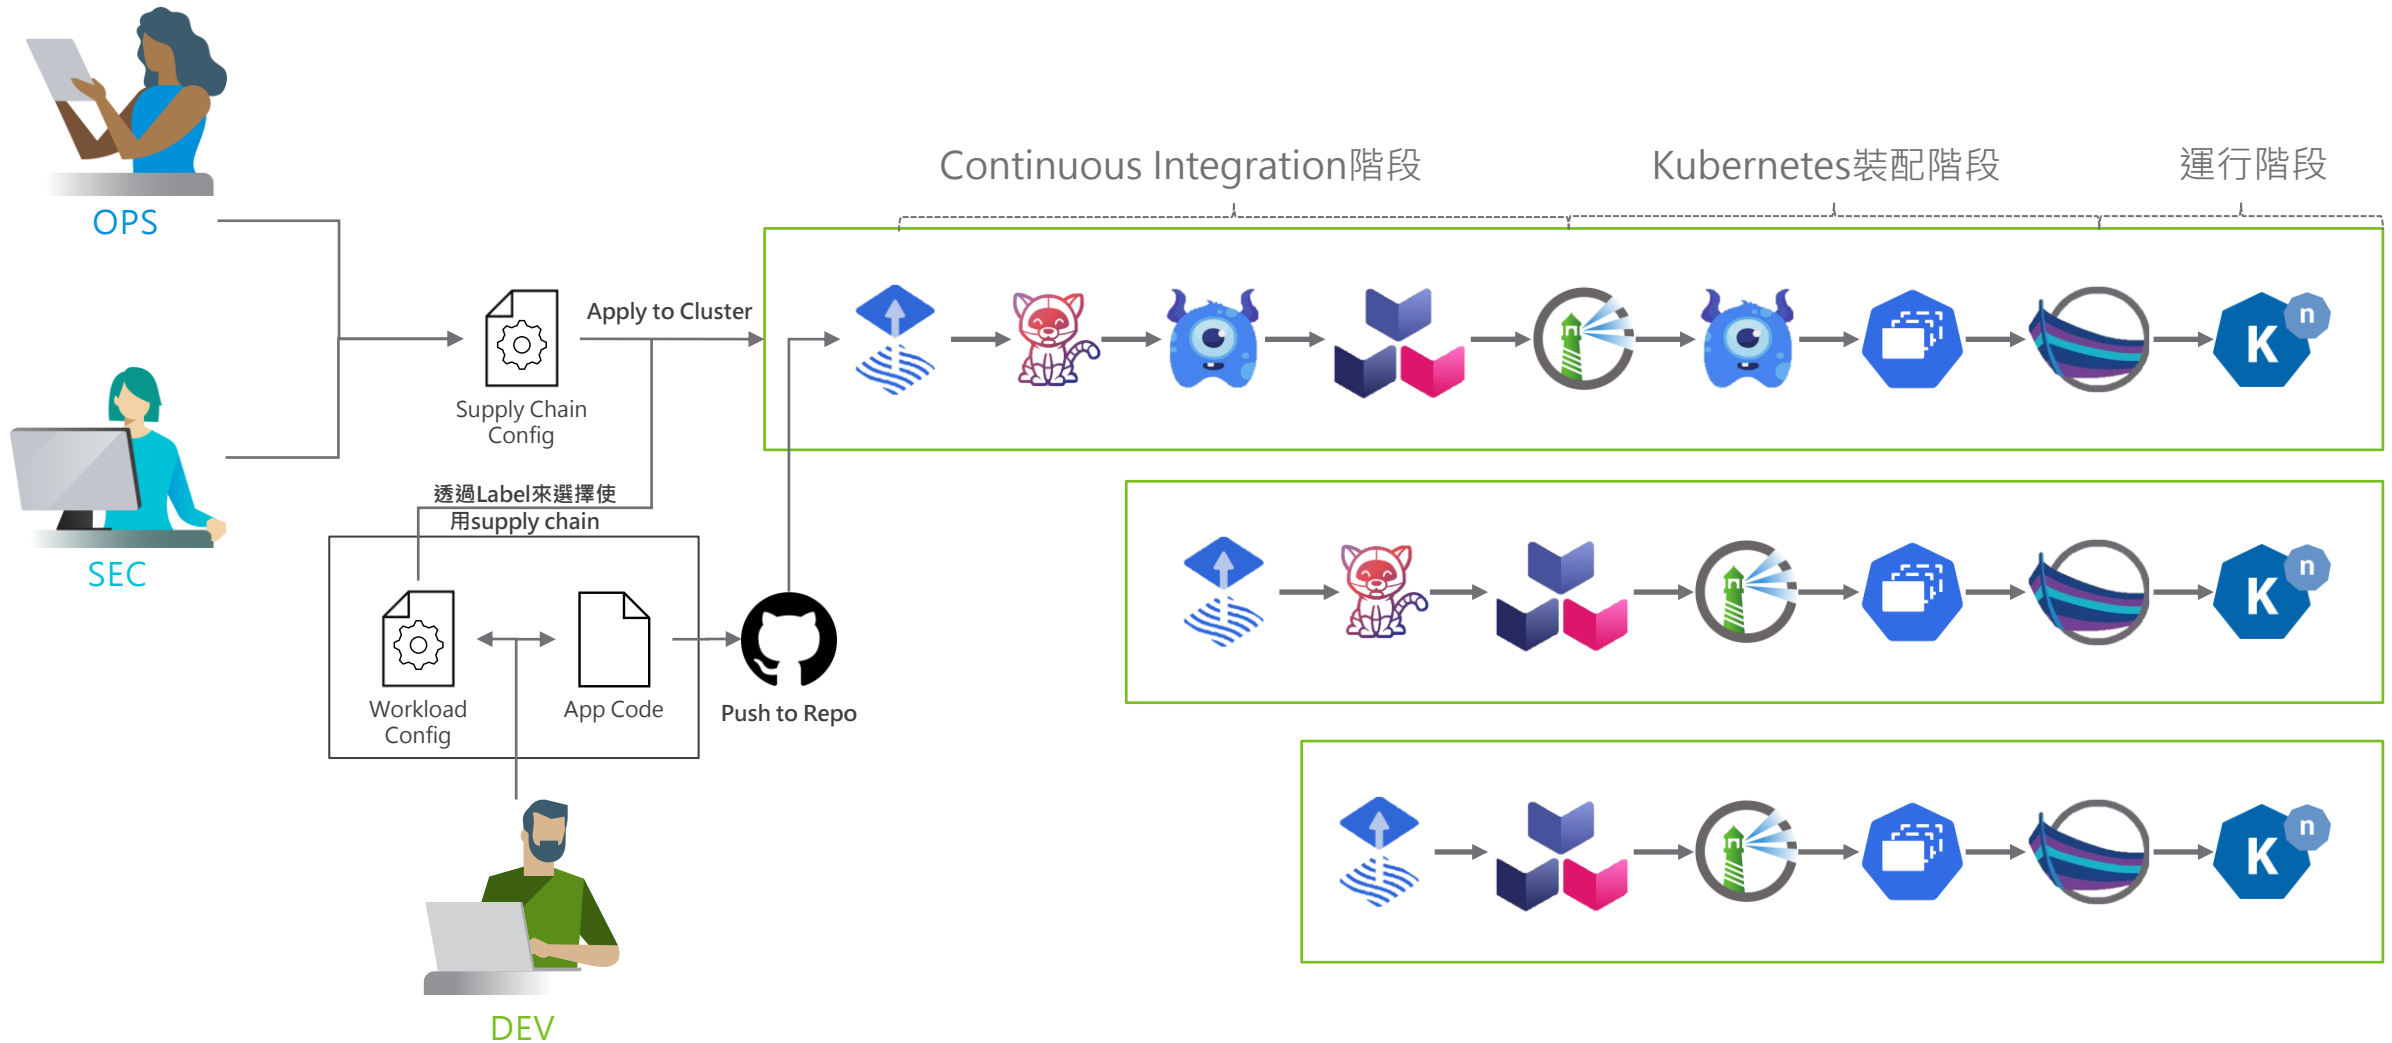 OPS
Continuous Integration階段
Kubernetes裝配階段
運行階段
Apply to Cluster
Supply Chain
Config
K
n
SEC
透過Label來選擇使
用supply chain
K
n
Workload
Config
App Code
Push to Repo
K
n
DEV